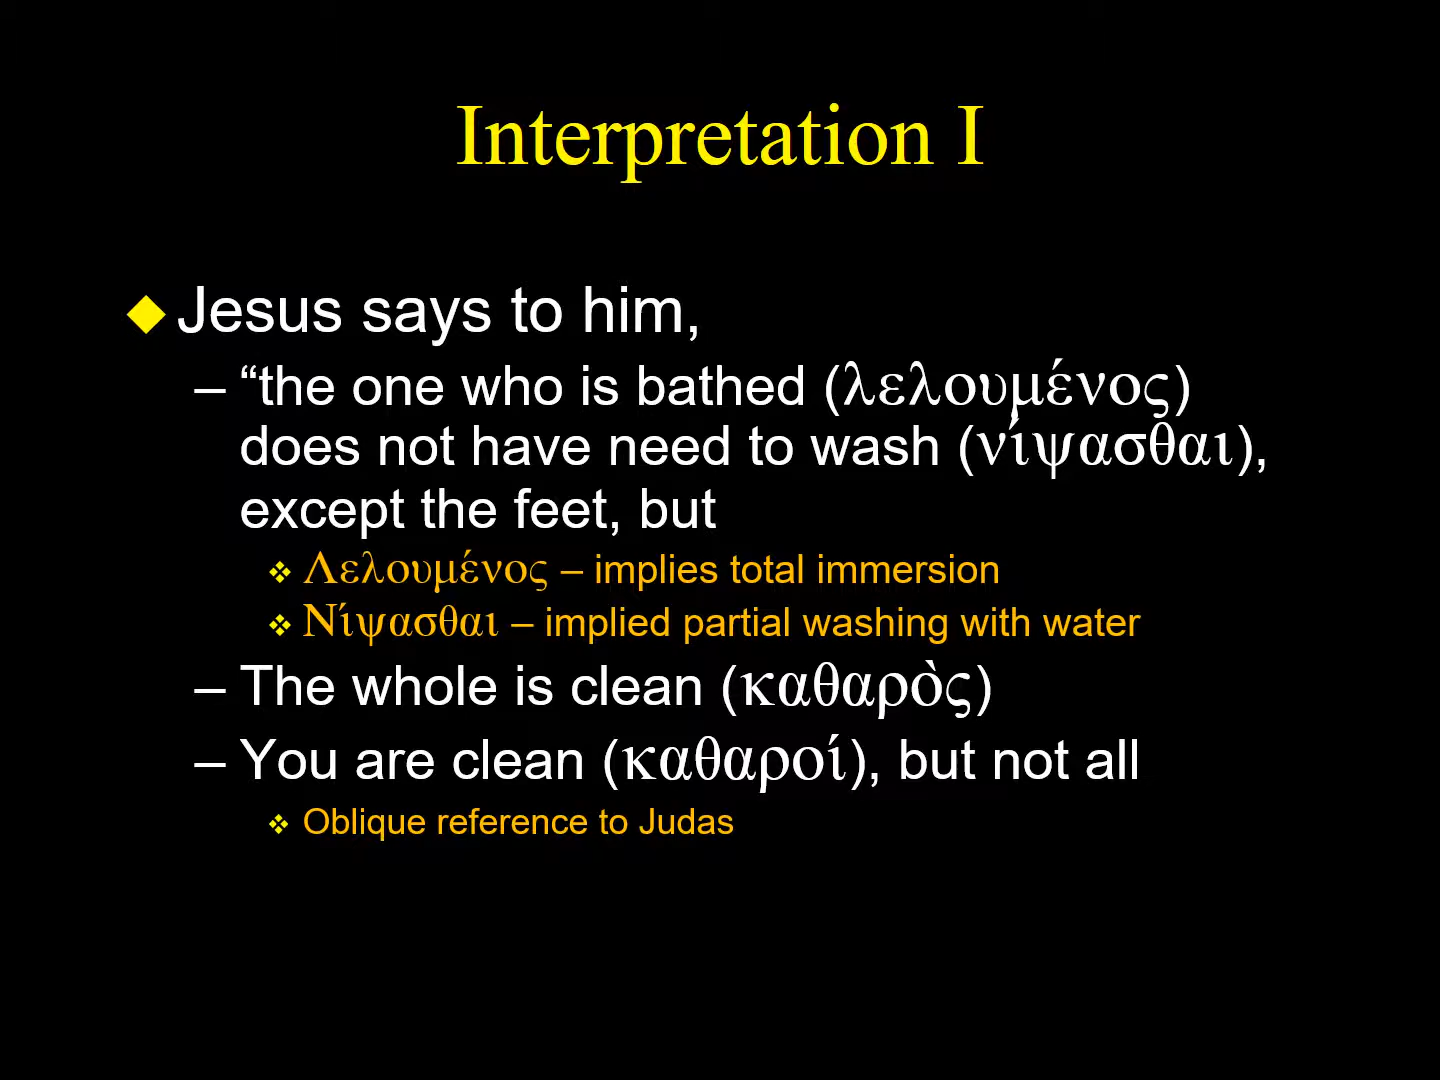 Interpretation I
Jesus says to him,
– “the one who is bathed (λελουμένος)
does not have need to wash (νίψασθαι),
except the feet, but
Λελουμένος – implies total immersion
Νίψασθαι – implied partial washing with water
– The whole is clean (καθαρὸς)
– You are clean (καθαροί), but not all
Oblique reference to Judas